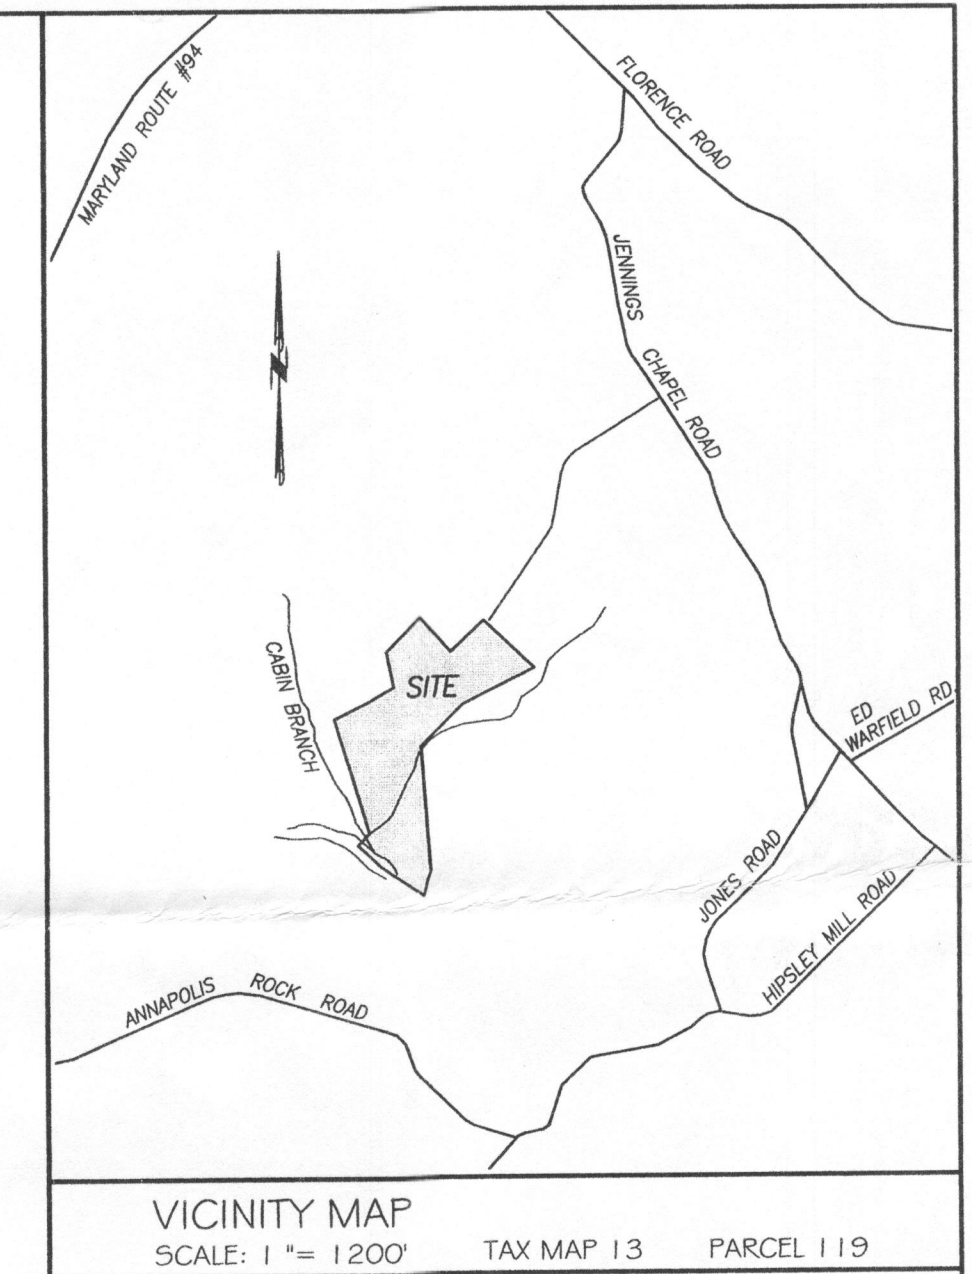 MARYLAND ROUTE #94
FLORENCE ROAD
JENNINGS CHAPEL ROAD
CABIN BRANCH
SITE
ED
WARFIELD RD.
JONES ROAD
HIPSLEY MILL ROAD
ANNAPOLIS ROCK ROAD
VICINITY MAP
SCALE: 1 "= 1200' TAX MAP 13 PARCEL 119